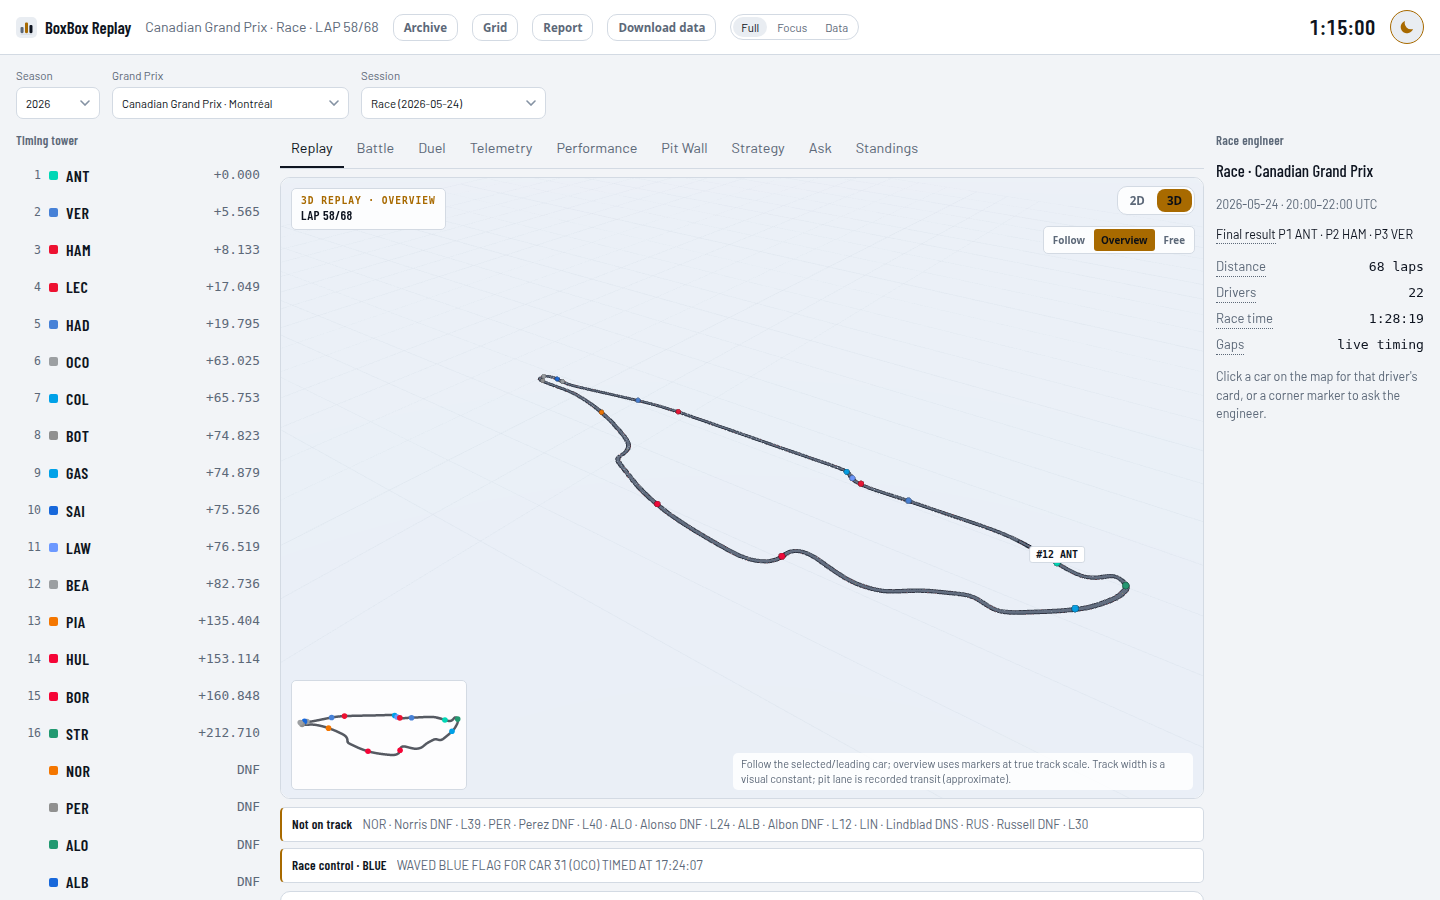 BoxBox Replay Canadian Grand Prix · Race · LAP 58/68 Archive Grid Report Download data Full Focus Data 1:15:00
Season Grand Prix Session
2026 Canadian Grand Prix · Montréal Race (2026-05-24)
Timing tower
1 ANT +0.000
2 VER +5.565
3 HAM +8.133
4 LEC +17.049
5 HAD +19.795
6 OCO +63.025
7 COL +65.753
8 BOT +74.823
9 GAS +74.879
10 SAI +75.526
11 LAW +76.519
12 BEA +82.736
13 PIA +135.404
14 HUL +153.114
15 BOR +160.848
16 STR +212.710
NOR DNF
PER DNF
ALO DNF
ALB DNF
Replay Battle Duel Telemetry Performance Pit Wall Strategy Ask Standings
3D REPLAY · OVERVIEW
LAP 58/68
2D 3D
Follow Overview Free
#12 ANT
Follow the selected/leading car; overview uses markers at true track scale. Track width is a
visual constant; pit lane is recorded transit (approximate).
Not on track NOR · Norris DNF · L39 · PER · Perez DNF · L40 · ALO · Alonso DNF · L24 · ALB · Albon DNF · L12 · LIN · Lindblad DNS · RUS · Russell DNF · L30
Race control · BLUE WAVED BLUE FLAG FOR CAR 31 (OCO) TIMED AT 17:24:07
Race engineer
Race · Canadian Grand Prix
2026-05-24 · 20:00–22:00 UTC
Final result P1 ANT · P2 HAM · P3 VER
Distance 68 laps
Drivers 22
Race time 1:28:19
Gaps live timing
Click a car on the map for that driver's
card, or a corner marker to ask the
engineer.